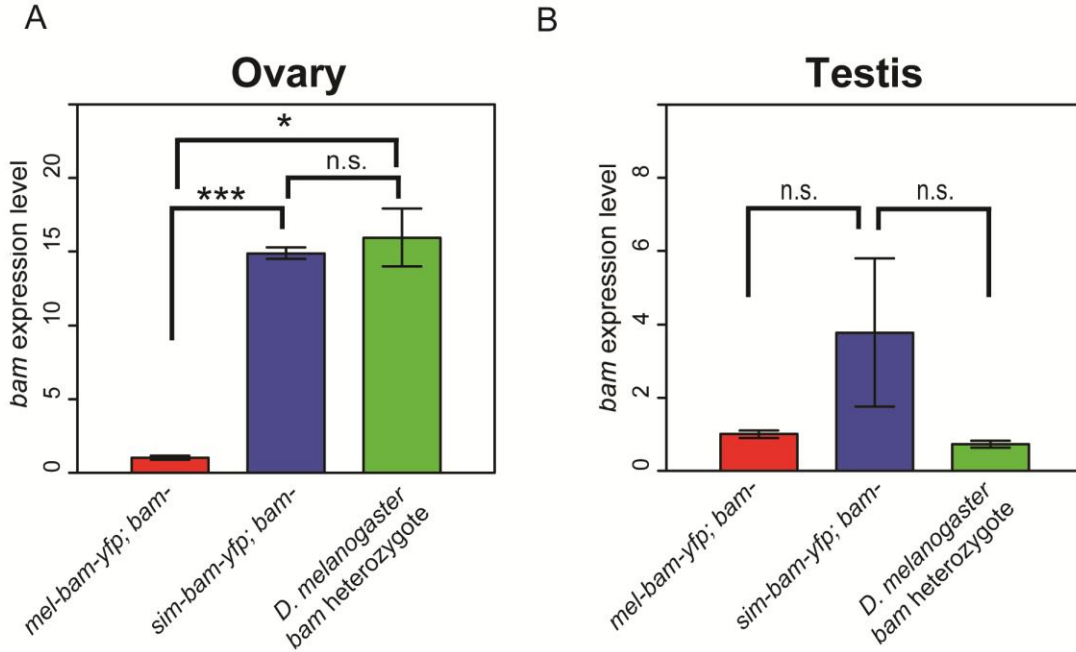 A
Ovary
bam expression level
20
15
10
5
0
*
n.s.
***
mel-bam-yfp; bam-
sim-bam-yfp; bam-
D. melanogaster
bam heterozygote
B
Testis
bam expression level
8
6
4
2
0
n.s.
n.s.
mel-bam-yfp; bam-
sim-bam-yfp; bam-
D. melanogaster
bam heterozygote